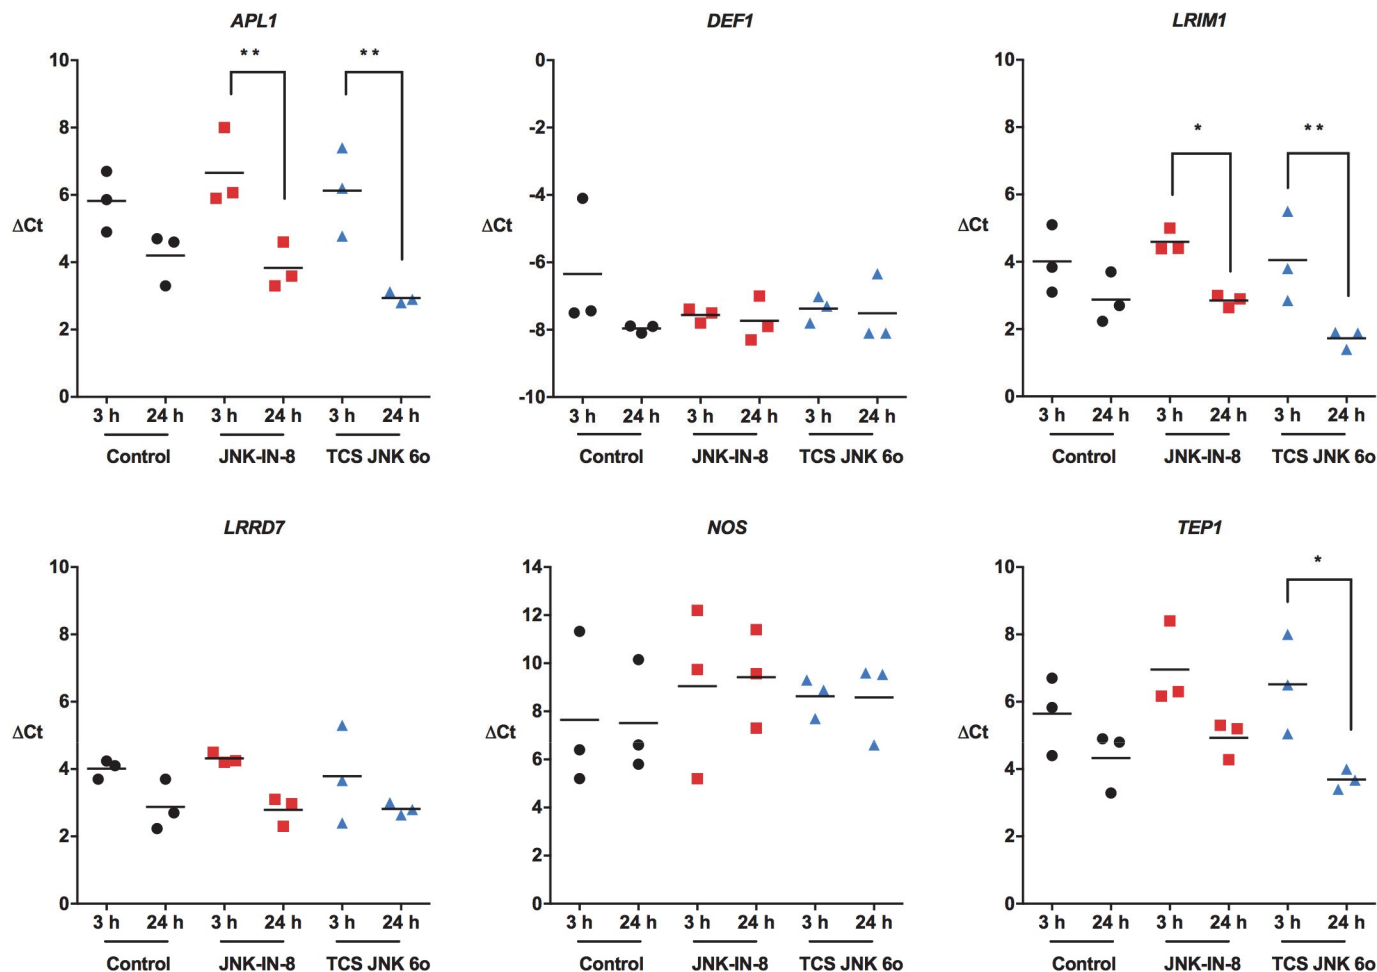 APL1
DEF1
LRIM1
10
8
6
4
2
0
ΔCt
**
**
3 h 24 h 3 h 24 h 3 h 24 h
Control JNK-IN-8 TCS JNK 6o
0
-2
-4
-6
-8
-10
ΔCt
3 h 24 h 3 h 24 h 3 h 24 h
Control JNK-IN-8 TCS JNK 6o
10
8
6
4
2
0
ΔCt
*
**
3 h 24 h 3 h 24 h 3 h 24 h
Control JNK-IN-8 TCS JNK 6o
LRRD7
NOS
TEP1
10
8
6
4
2
0
ΔCt
3 h 24 h 3 h 24 h 3 h 24 h
Control JNK-IN-8 TCS JNK 6o
14
12
10
8
6
4
2
0
ΔCt
3 h 24 h 3 h 24 h 3 h 24 h
Control JNK-IN-8 TCS JNK 6o
10
8
6
4
2
0
ΔCt
*
3 h 24 h 3 h 24 h 3 h 24 h
Control JNK-IN-8 TCS JNK 6o